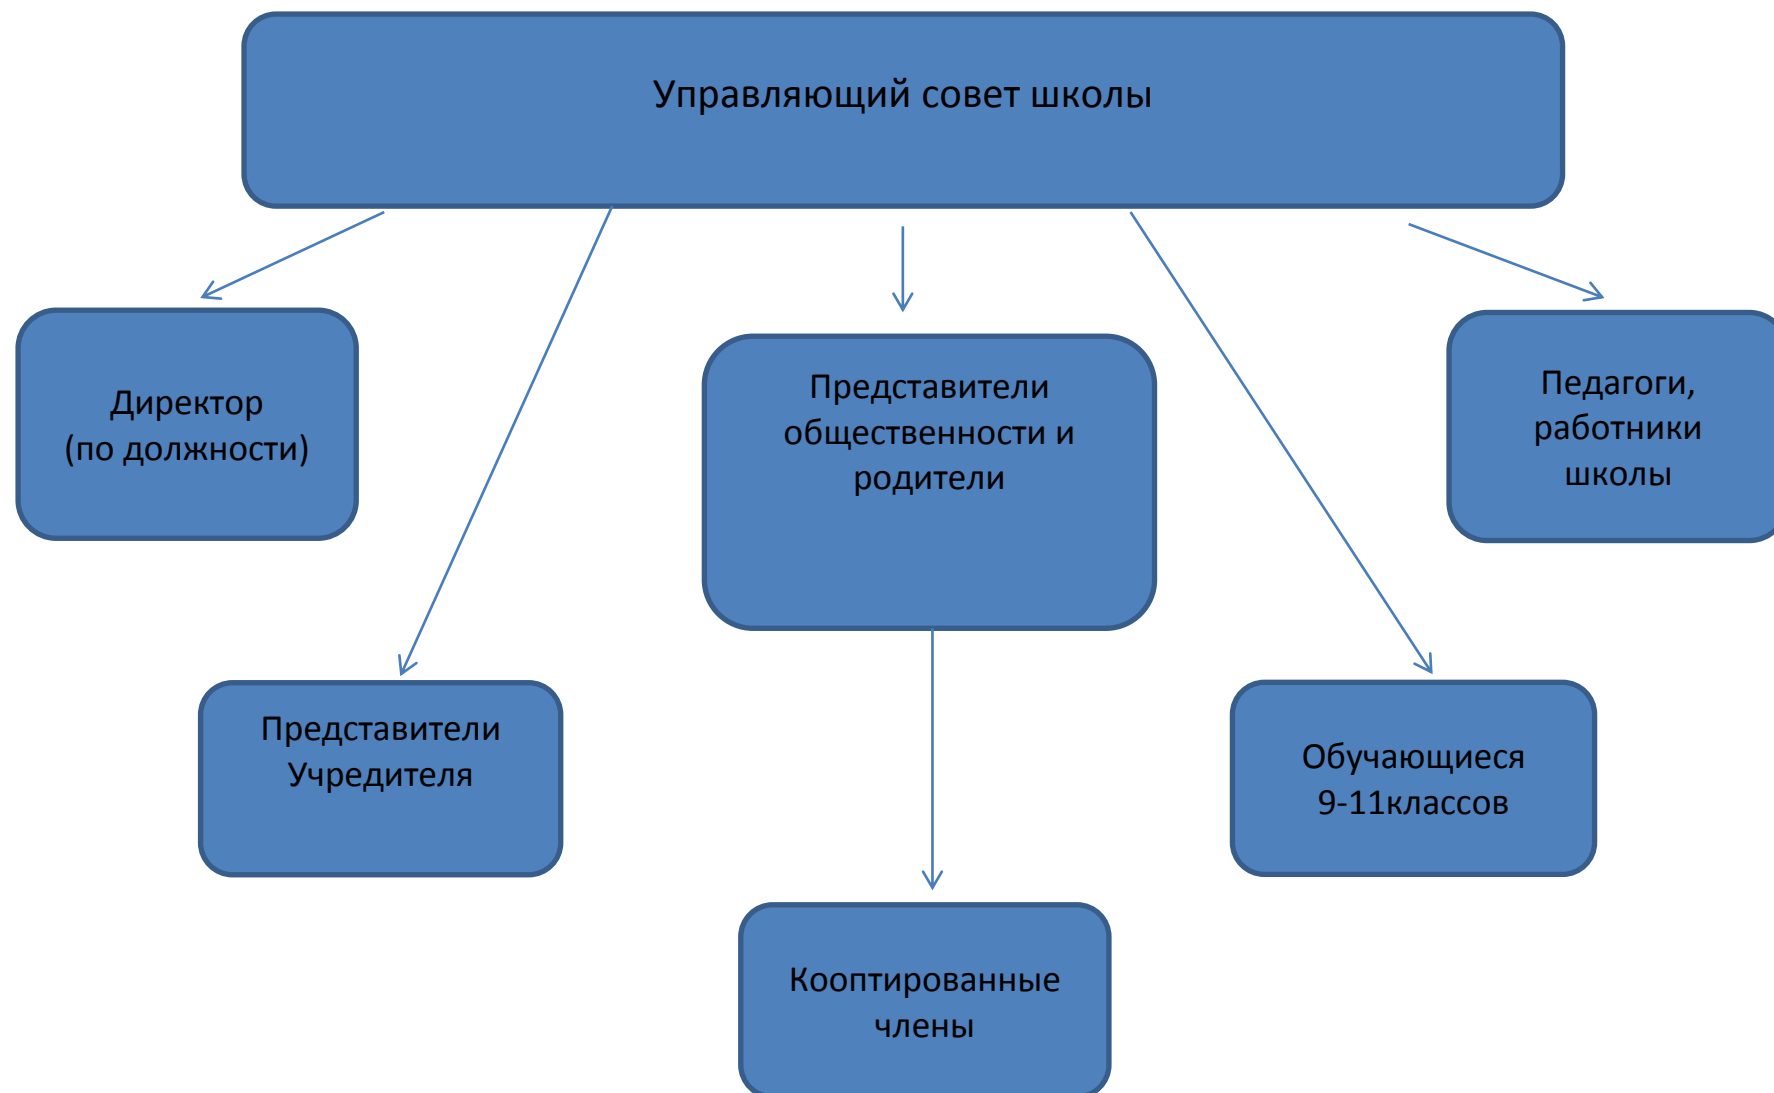 Управляющий совет школы
Директор
(по должности)
Представители
общественности и
родители
Педагоги,
работники
школы
Представители
Учредителя
Обучающиеся
9-11классов
Кооптированные
члены